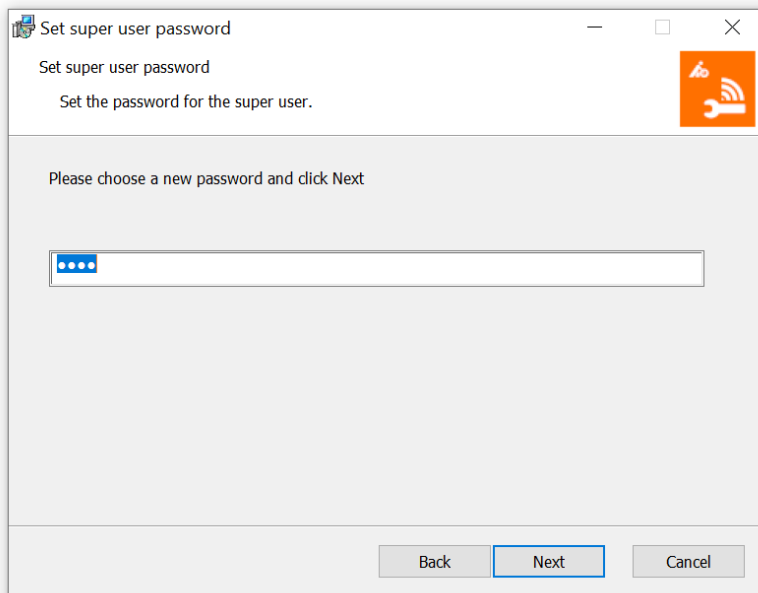 Set super user password
Set super user password
Set the password for the super user.
Please choose a new password and click Next
••••
Back
Next
Cancel